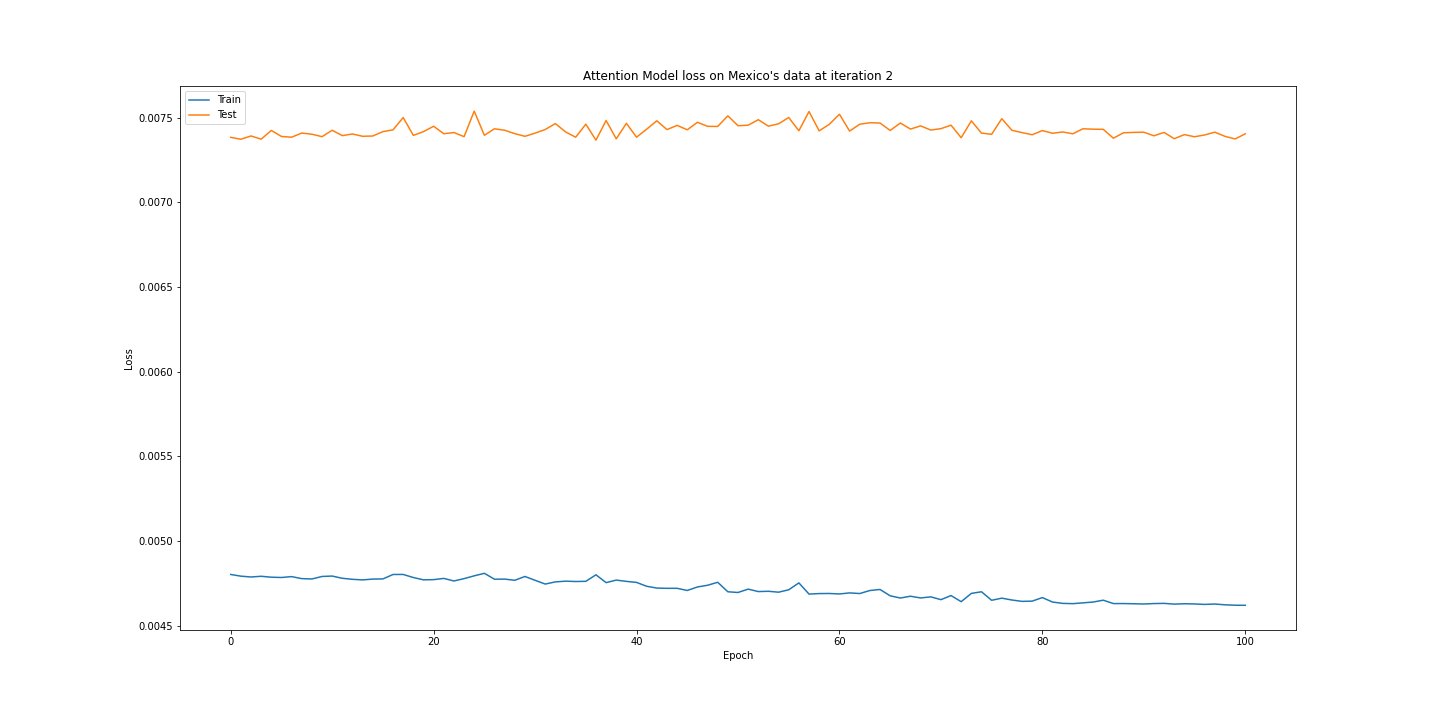 Attention Model loss on Mexico's data at iteration 2
Train
Test
0.0075
0.0070
0.0065
0.0060
0.0055
0.0050
0.0045
Loss
0 20 40 60 80 100
Epoch